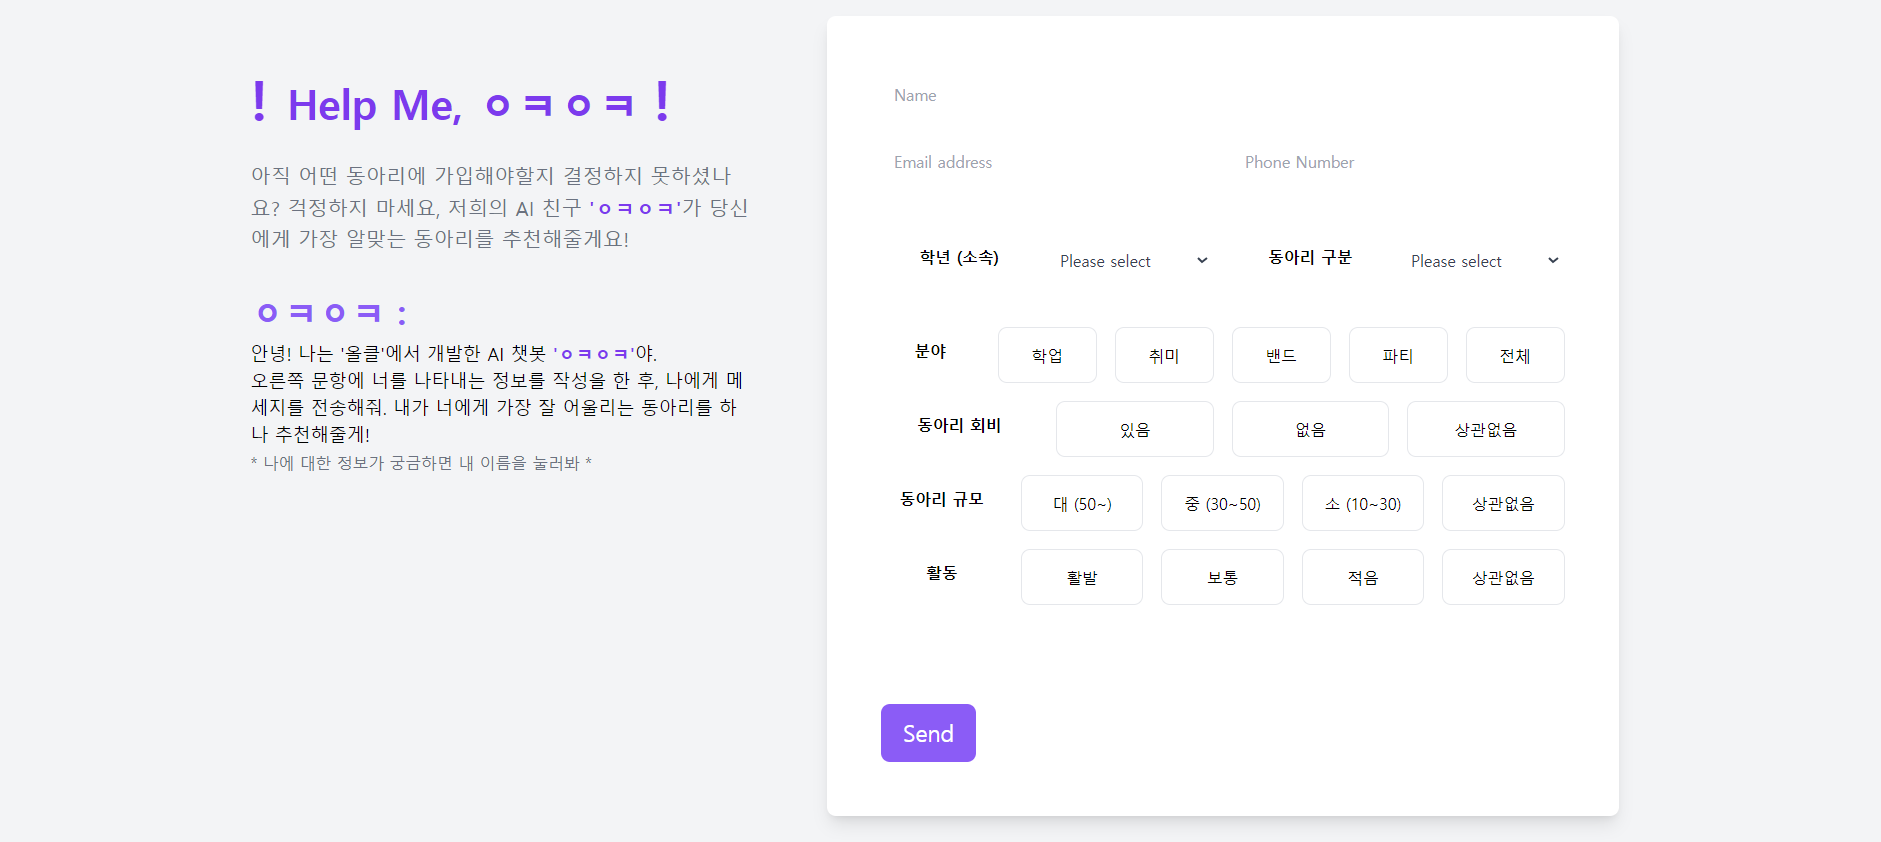 ! Help Me, ㅇㅋㅇㅋ !
아직 어떤 동아리에 가입해야할지 결정하지 못하셨나
요? 걱정하지 마세요, 저희의 AI 친구 'ㅇㅋㅇㅋ'가 당신
에게 가장 알맞는 동아리를 추천해줄게요!
ㅇㅋㅇㅋ :
안녕! 나는 '올클'에서 개발한 AI 챗봇 'ㅇㅋㅇㅋ'야.
오른쪽 문항에 너를 나타내는 정보를 작성을 한 후, 나에게 메
세지를 전송해줘. 내가 너에게 가장 잘 어울리는 동아리를 하
나 추천해줄게!
* 나에 대한 정보가 궁금하면 내 이름을 눌러봐 *
Name
Email address Phone Number
학년 (소속) Please select 동아리 구분 Please select
분야 학업 취미 밴드 파티 전체
동아리 회비 있음 없음 상관없음
동아리 규모 대 (50~) 중 (30~50) 소 (10~30) 상관없음
활동 활발 보통 적음 상관없음
Send